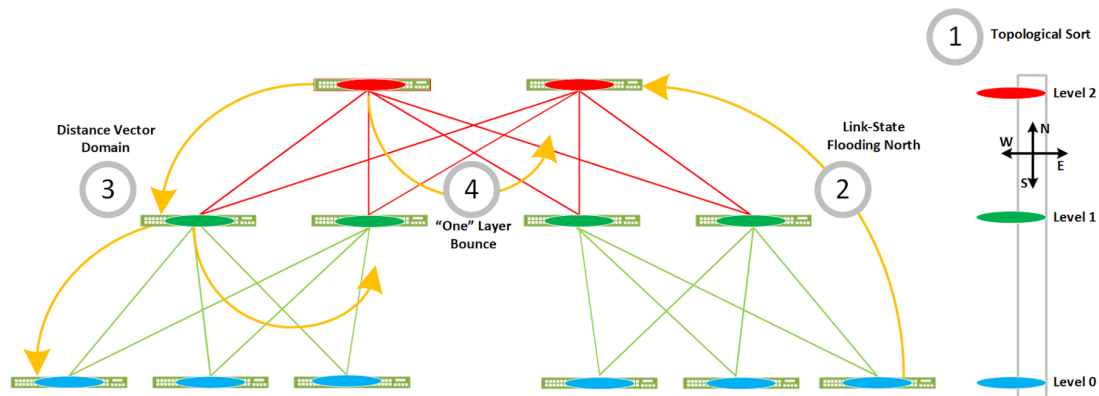 1
Topological Sort
Level 2
N
W
E
S
Distance Vector
Domain
3
4
"One" Layer
Bounce
Link-State
Flooding North
2
Level 1
Level 0